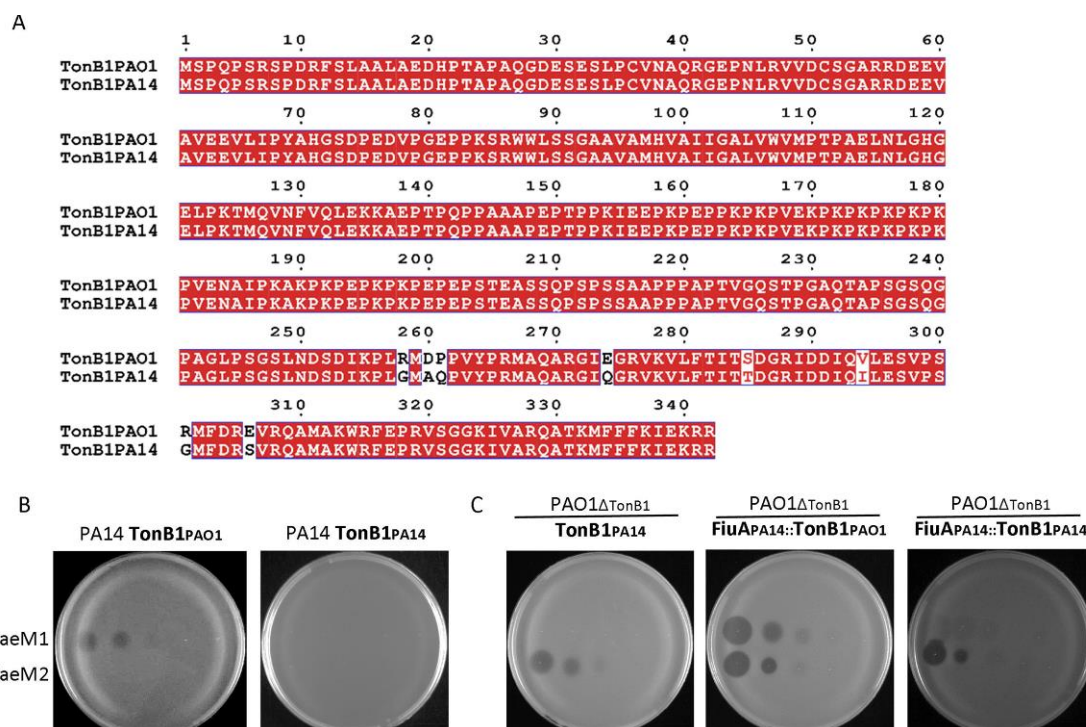 A
1 10 20 30 40 50 60
TonB1PAO1 MSPQPSRSPDRFSLAALAEDHPTAPAQGDESESLPCVNAQRGEPNLRVVDCSGARRDEEV
TonB1PA14 MSPQPSRSPDRFSLAALAEDHPTAPAQGDESESLPCVNAQRGEPNLRVVDCSGARRDEEV
70 80 90 100 110 120
TonB1PAO1 AVEEVLIPYAHGSDPEDVPGEPPKSRWWLSSGAAVAMHVAIIGALVWVMPTPAELNLGHG
TonB1PA14 AVEEVLIPYAHGSDPEDVPGEPPKSRWWLSSGAAVAMHVAIIGALVWVMPTPAELNLGHG
130 140 150 160 170 180
TonB1PAO1 ELPKTMQVNFVQLEKKAEPTPQPPAAAPEPTPPKIEEPKPEPPKPKPVEKPKPKPKPKPK
TonB1PA14 ELPKTMQVNFVQLEKKAEPTPQPPAAAPEPTPPKIEEPKPEPPKPKPVEKPKPKPKPKPK
190 200 210 220 230 240
TonB1PAO1 PVENAIPKAKPKPEPKPKPEPEPSTEASSQPSPSSAAPPPAPTVGQSTPGAQTAPSGSQG
TonB1PA14 PVENAIPKAKPKPEPKPKPEPEPSTEASSQPSPSSAAPPPAPTVGQSTPGAQTAPSGSQG
250 260 270 280 290 300
TonB1PAO1 PAGLPSGSLNDSDIKPLRMDPPVYPRMAQARGIEGRVKVLFTITSDGRIDDIQVLESVPS
TonB1PA14 PAGLPSGSLNDSDIKPLGMAQPVYPRMAQARGIQGRVKVLFTITTDGRIDDIQILESVPS
310 320 330 340
TonB1PAO1 RMFDREVRQAMAKWRFEPRVSGGKIVARQATKMFFFKIEKRR
TonB1PA14 GMFDRSVRQAMAKWRFEPRVSGGKIVARQATKMFFFKIEKRR
B
PA14 TonB1PAO1 PA14 TonB1PA14
aeM1
aeM2
C
PAO1ΔTonB1 PAO1ΔTonB1 PAO1ΔTonB1
TonB1PA14 FiuAPA14::TonB1PAO1 FiuAPA14::TonB1PA14